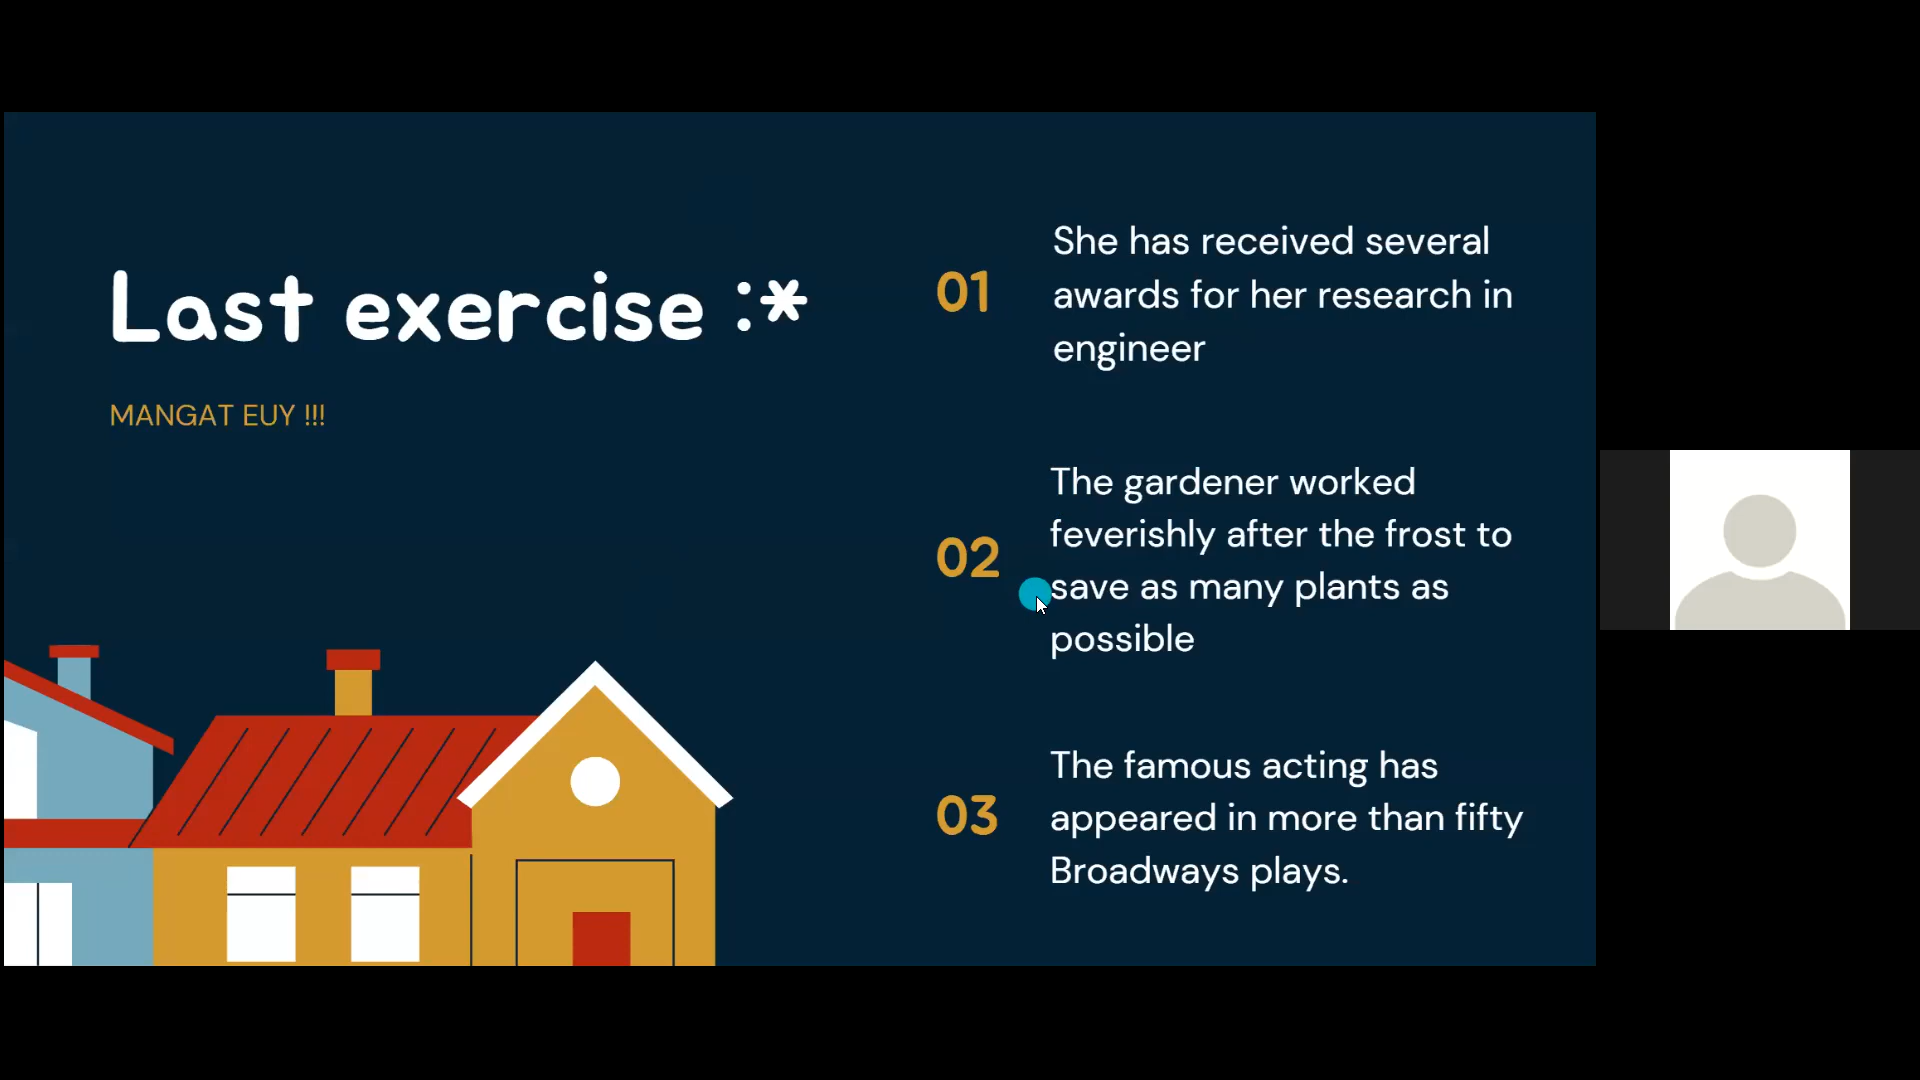 Last exercise :*
MANGAT EUY !!!
01
She has received several
awards for her research in
engineer
02
The gardener worked
feverishly after the frost to
save as many plants as
possible
03
The famous acting has
appeared in more than fifty
Broadways plays.